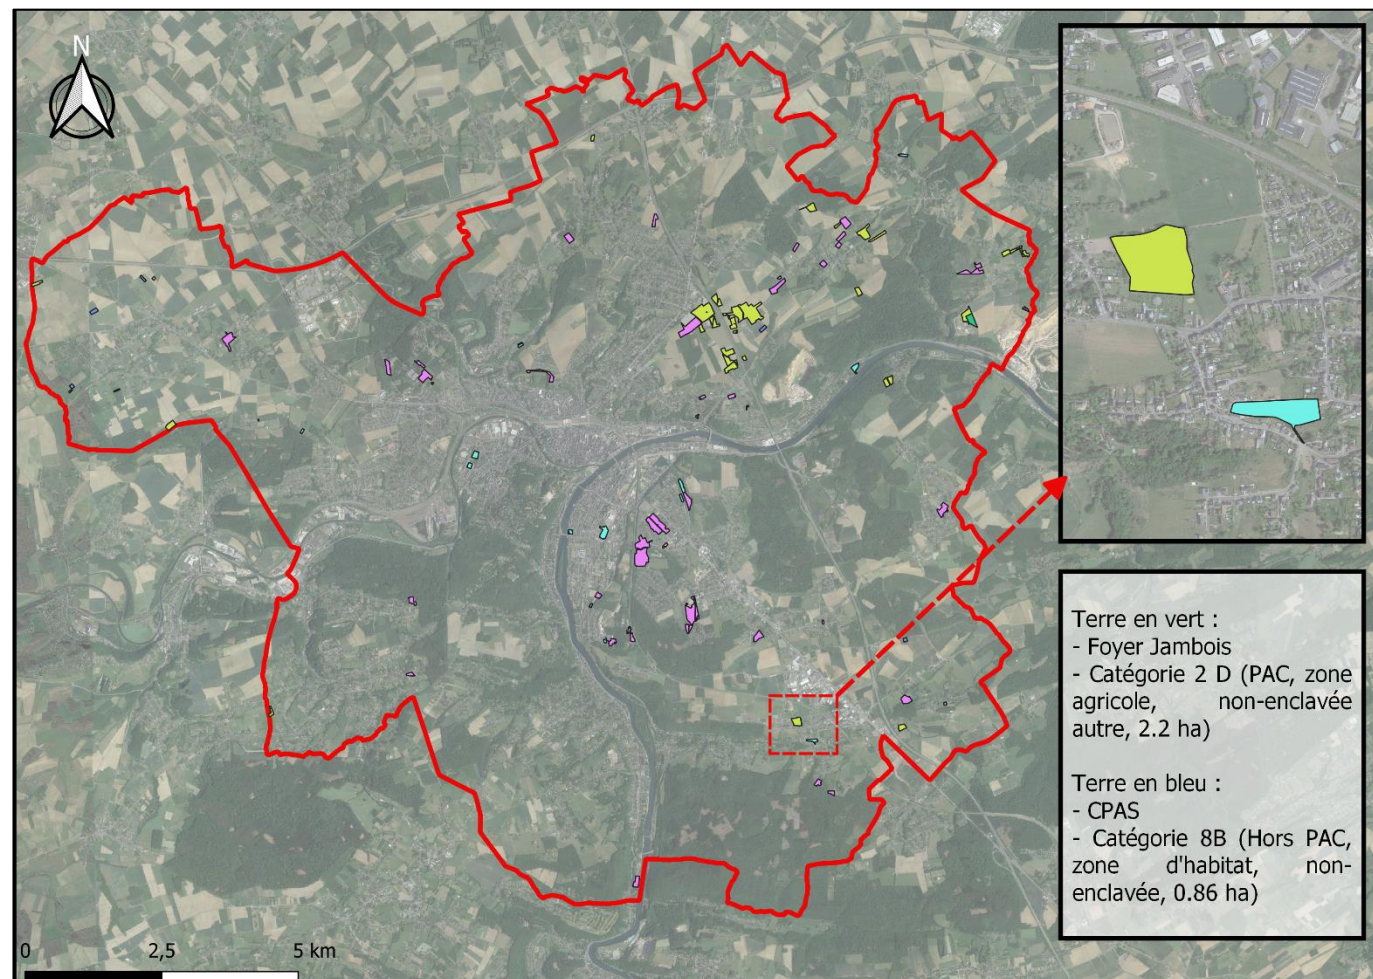 N
Terre en vert :
- Foyer Jambois
- Catégorie 2 D (PAC, zone
agricole, non-enclavée
autre, 2.2 ha)
Terre en bleu :
- CPAS
- Catégorie 8B (Hors PAC,
zone d'habitat, non-
enclavée, 0.86 ha)
0 2,5 5 km